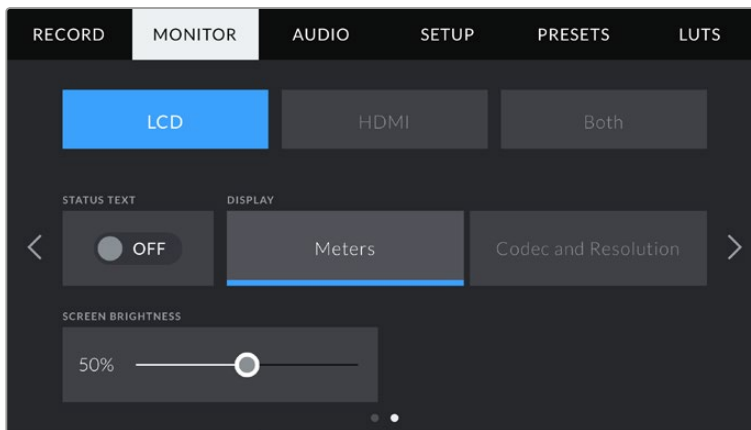 RECORD MONITOR AUDIO SETUP PRESETS LUTS
LCD HDMI Both
STATUS TEXT DISPLAY
OFF Meters Codec and Resolution
SCREEN BRIGHTNESS
50%